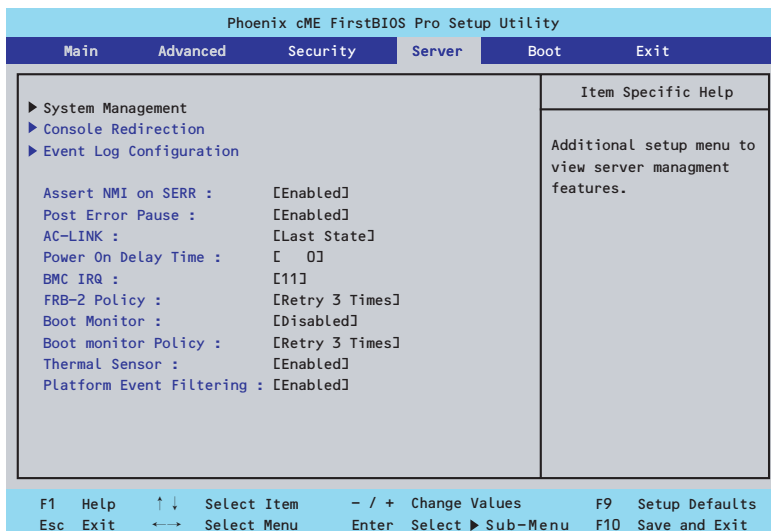 Phoenix cME FirstBIOS Pro Setup Utility
Main Advanced Security Server Boot Exit
Item Specific Help
▶ System Management
▶ Console Redirection
▶ Event Log Configuration
Additional setup menu to
view server managment
features.
Assert NMI on SERR : [Enabled]
Post Error Pause : [Enabled]
AC-LINK : [Last State]
Power On Delay Time : [ 0]
BMC IRQ : [11]
FRB-2 Policy : [Retry 3 Times]
Boot Monitor : [Disabled]
Boot monitor Policy : [Retry 3 Times]
Thermal Sensor : [Enabled]
Platform Event Filtering : [Enabled]
F1 Help ↑↓ Select Item - / + Change Values F9 Setup Defaults
Esc Exit ←→ Select Menu Enter Select ▶ Sub-Menu F10 Save and Exit